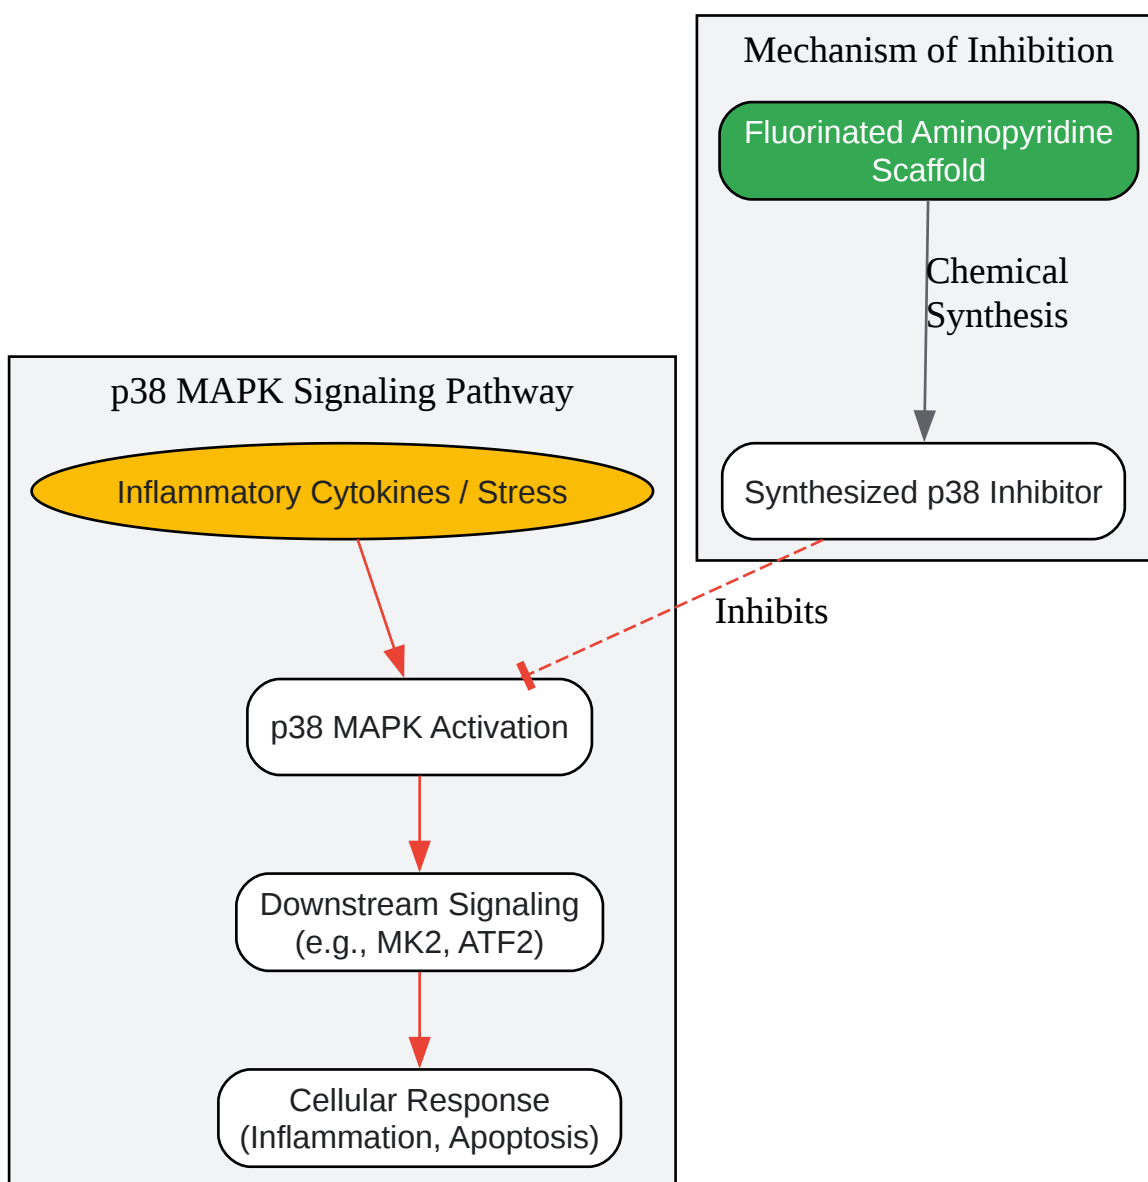 Mechanism of Inhibition
Fluorinated Aminopyridine
Scaffold
Chemical
Synthesis
Synthesized p38 Inhibitor
Inhibits
p38 MAPK Signaling Pathway
Inflammatory Cytokines / Stress
p38 MAPK Activation
Downstream Signaling
(e.g., MK2, ATF2)
Cellular Response
(Inflammation, Apoptosis)